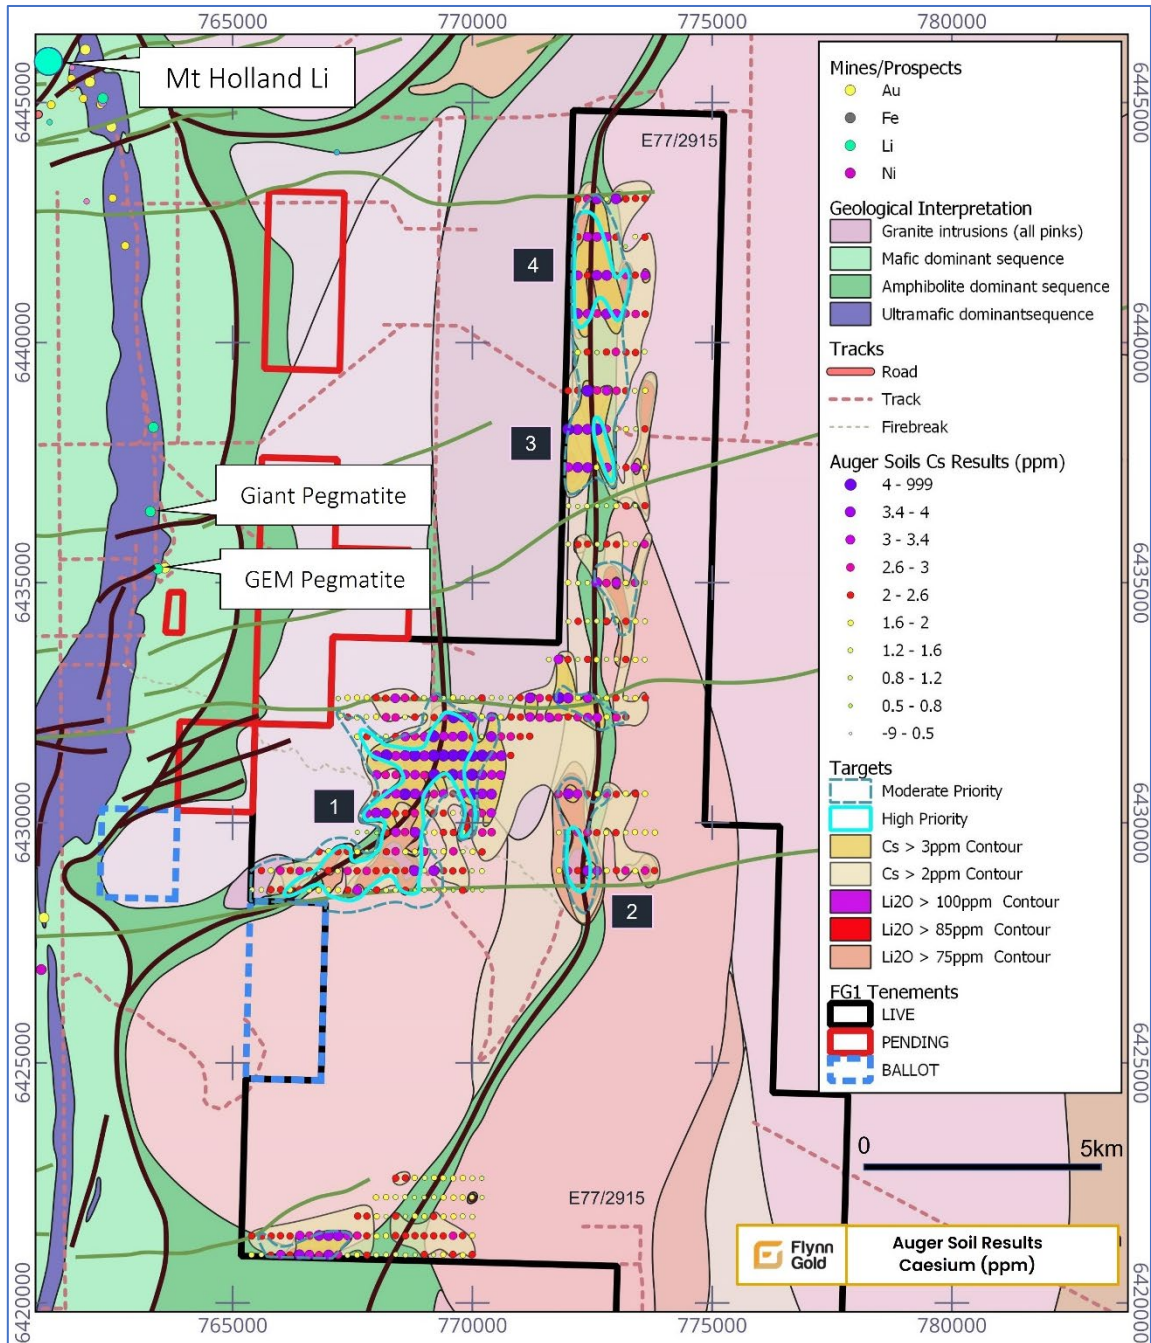 765000
770000
775000
780000
6445000
6440000
6435000
6430000
6425000
6420000
6445000
6440000
6435000
6430000
6425000
6420000
Mt Holland Li
Giant Pegmatite
GEM Pegmatite
E77/2915
4
3
1
2
E77/2915
Mines/Prospects
Au
Fe
Li
Ni
Geological Interpretation
Granite intrusions (all pinks)
Mafic dominant sequence
Amphibolite dominant sequence
Ultramafic dominantsequence
Tracks
Road
Track
Firebreak
Auger Soils Cs Results (ppm)
4 - 999
3.4 - 4
3 - 3.4
2.6 - 3
2 - 2.6
1.6 - 2
1.2 - 1.6
0.8 - 1.2
0.5 - 0.8
-9 - 0.5
Targets
Moderate Priority
High Priority
Cs > 3ppm Contour
Cs > 2ppm Contour
Li2O > 100ppm Contour
Li2O > 85ppm Contour
Li2O > 75ppm Contour
FG1 Tenements
LIVE
PENDING
BALLOT
0 5km
Flynn
Gold
Auger Soil Results
Caesium (ppm)
765000
770000
775000
780000